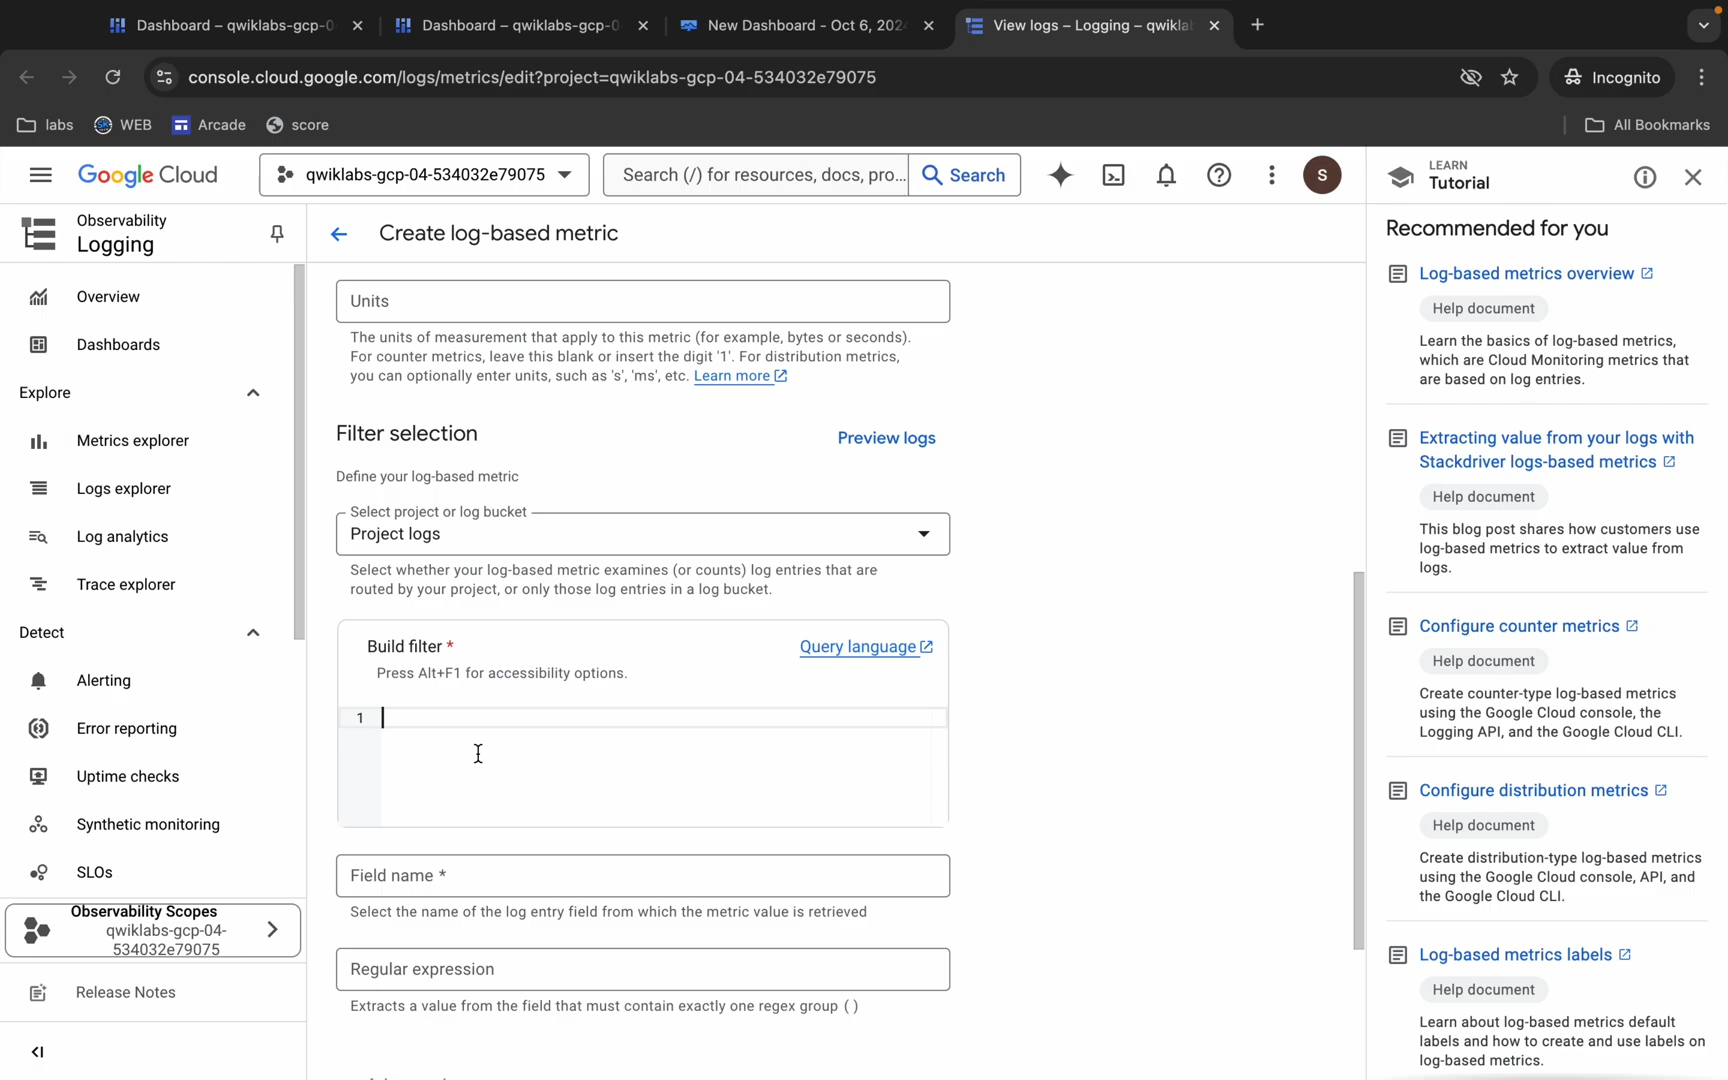 Dashboard – qwiklabs-gcp-0
Dashboard – qwiklabs-gcp-0
New Dashboard - Oct 6, 202
View logs – Logging – qwikla
console.cloud.google.com/logs/metrics/edit?project=qwiklabs-gcp-04-534032e79075
Incognito
labs
WEB
Arcade
score
All Bookmarks
Google Cloud
qwiklabs-gcp-04-534032e79075
Search (/) for resources, docs, pro...
Search
S
LEARN
Tutorial
Observability
Logging
Overview
Dashboards
Explore
Metrics explorer
Logs explorer
Log analytics
Trace explorer
Detect
Alerting
Error reporting
Uptime checks
Synthetic monitoring
SLOs
Observability Scopes
qwiklabs-gcp-04-
534032e79075
Release Notes
Create log-based metric
Units
The units of measurement that apply to this metric (for example, bytes or seconds).
For counter metrics, leave this blank or insert the digit '1'. For distribution metrics,
you can optionally enter units, such as 's', 'ms', etc. Learn more
Filter selection
Preview logs
Define your log-based metric
Select project or log bucket
Project logs
Select whether your log-based metric examines (or counts) log entries that are
routed by your project, or only those log entries in a log bucket.
Build filter *
Query language
Press Alt+F1 for accessibility options.
1
Field name *
Select the name of the log entry field from which the metric value is retrieved
Regular expression
Extracts a value from the field that must contain exactly one regex group ( )
Recommended for you
Log-based metrics overview
Help document
Learn the basics of log-based metrics,
which are Cloud Monitoring metrics that
are based on log entries.
Extracting value from your logs with
Stackdriver logs-based metrics
Help document
This blog post shares how customers use
log-based metrics to extract value from
logs.
Configure counter metrics
Help document
Create counter-type log-based metrics
using the Google Cloud console, the
Logging API, and the Google Cloud CLI.
Configure distribution metrics
Help document
Create distribution-type log-based metrics
using the Google Cloud console, API, and
the Google Cloud CLI.
Log-based metrics labels
Help document
Learn about log-based metrics default
labels and how to create and use labels on
log-based metrics.